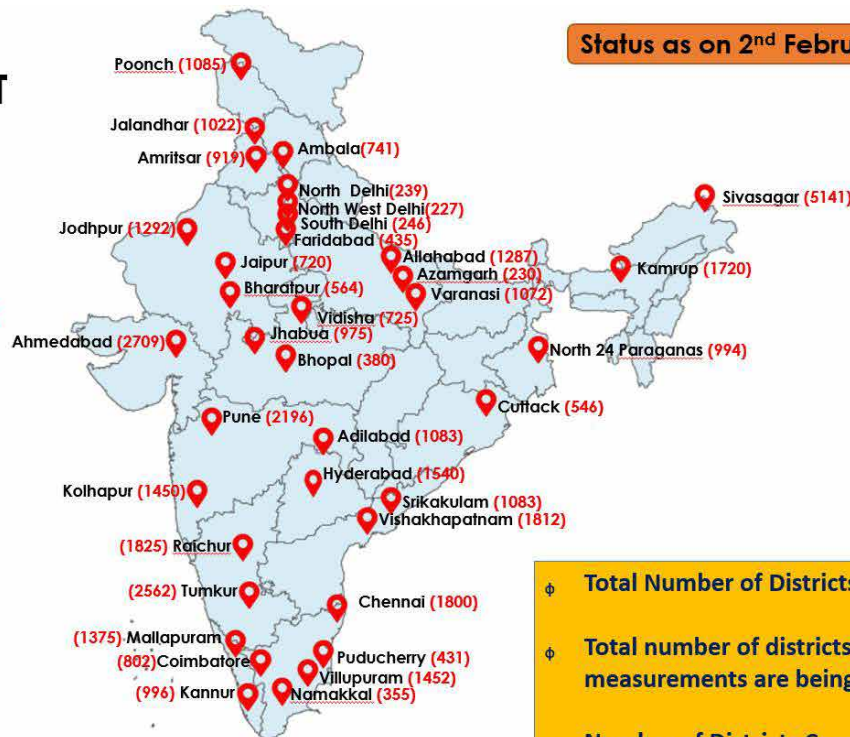 Status as on 2nd Febru
T
Poonch (1085)
Jalandhar (1022)
Amritsar (919)
Ambala(741)
North Delhi(239)
North West Delhi(227)
South Delhi (246)
Faridabad (435)
Sivasagar (5141)
Jodhpur (1292)
Allahabad (1287)
Jaipur (720)
Azamgarh (230)
Kamrup (1720)
Bharatpur (564)
Varanasi (1072)
Vidisha (725)
Jhabua (975)
Ahmedabad (2709)
Bhopal (380)
North 24 Paraganas (994)
Cuttack (546)
Pune (2196)
Adilabad (1083)
Hyderabad (1540)
Kolhapur (1450)
Srikakulam (1083)
Vishakhapatnam (1812)
(1825) Raichur
(2562) Tumkur
Chennai (1800)
(1375) Mallapuram
(802)Coimbatore
Puducherry (431)
Villupuram (1452)
(996) Kannur
Namakkal (355)
ϕ Total Number of Districts
ϕ Total number of districts
measurements are being